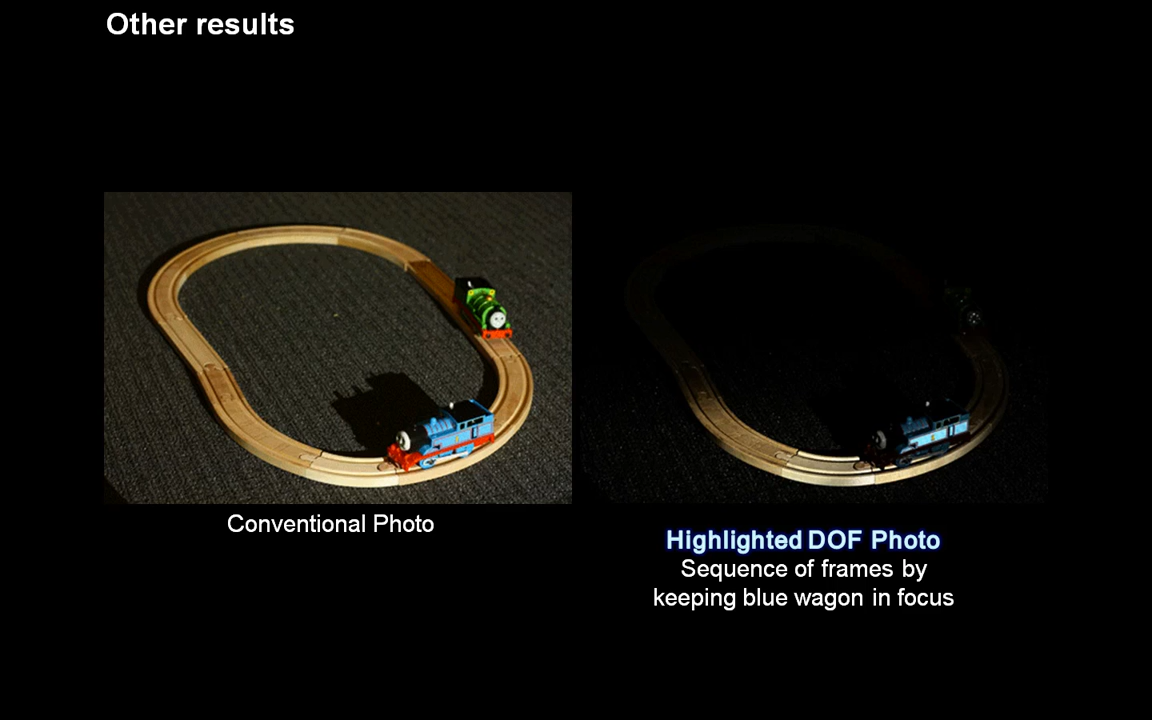 Other results
Conventional Photo
Highlighted DOF Photo
Sequence of frames by
keeping blue wagon in focus